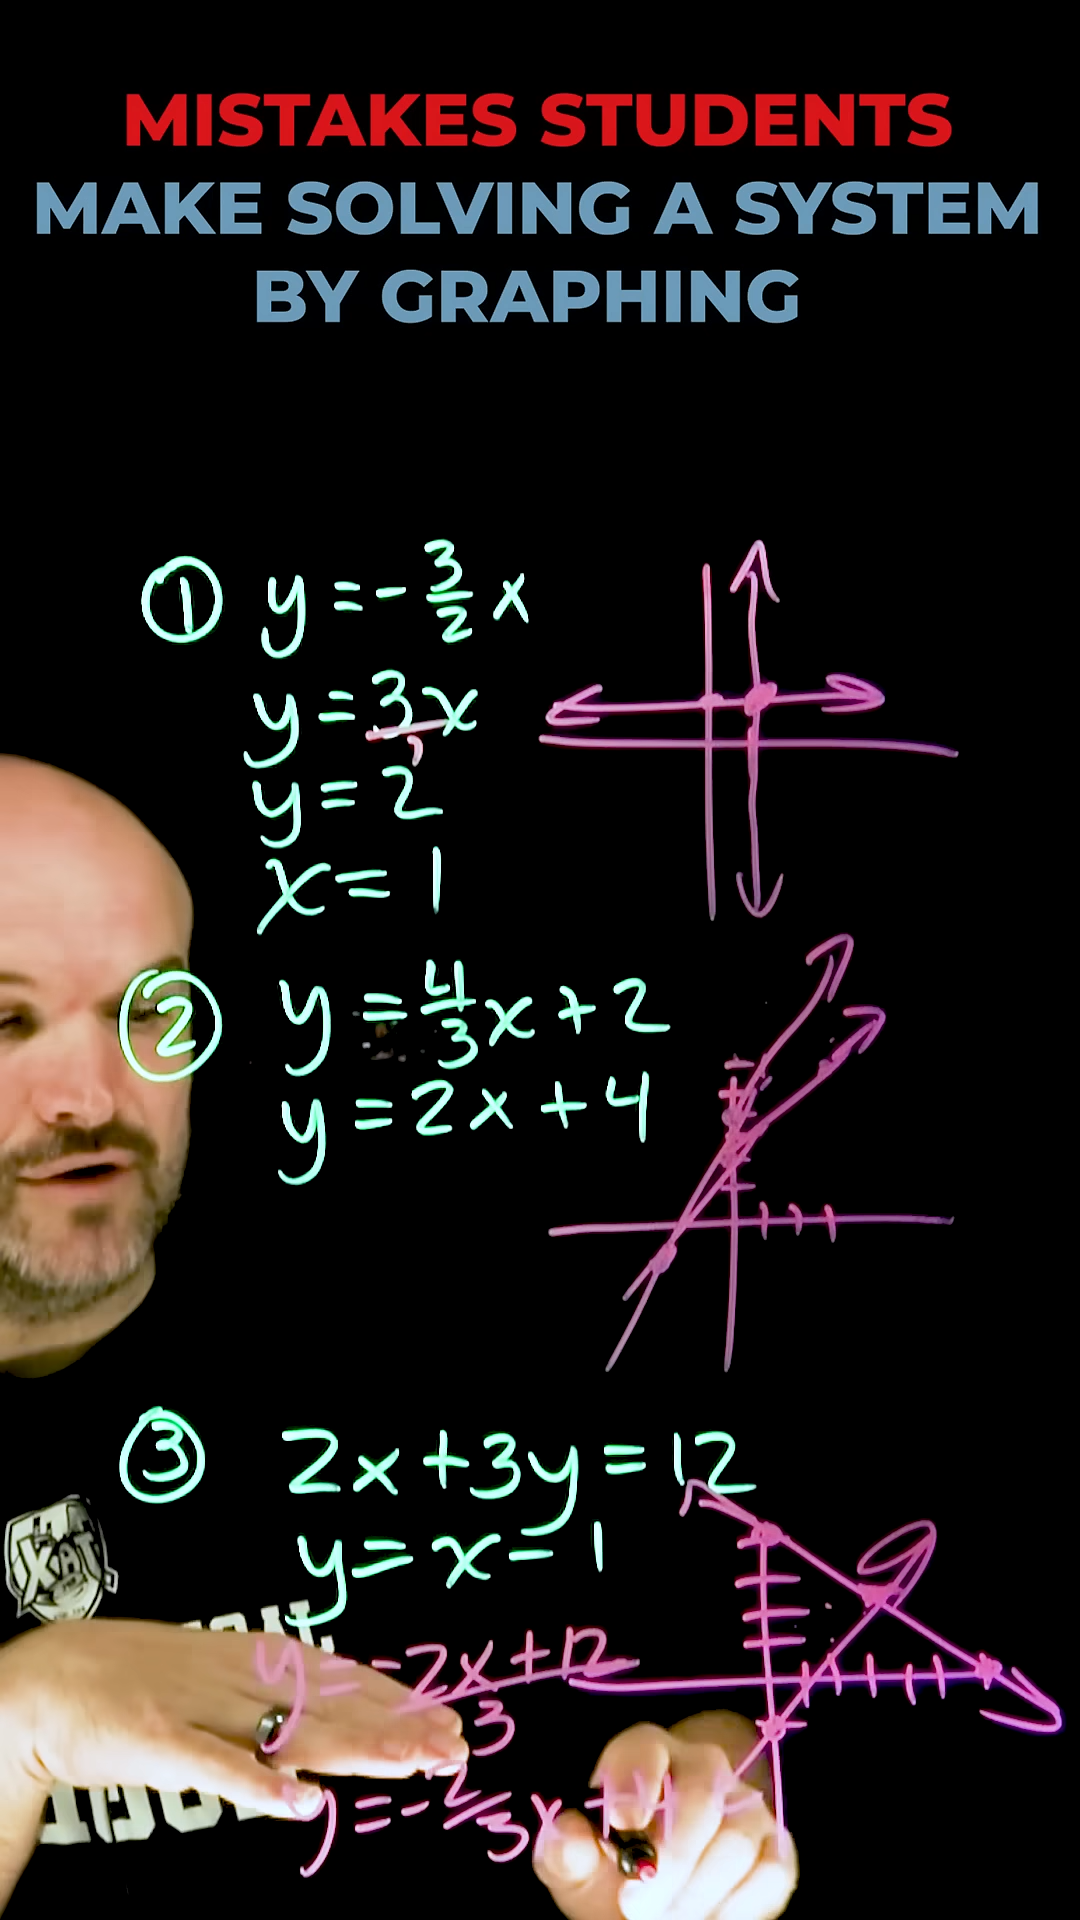 MISTAKES STUDENTS
MAKE SOLVING A SYSTEM
BY GRAPHING
① y = -3/2 x
y = 3x
y = 2
x = 1
② y = 4/3 x + 2
y = 2x + 4
③ 2x + 3y = 12
y = x - 1
y = -2x + 12 / 3
y = -2/3 x + 4